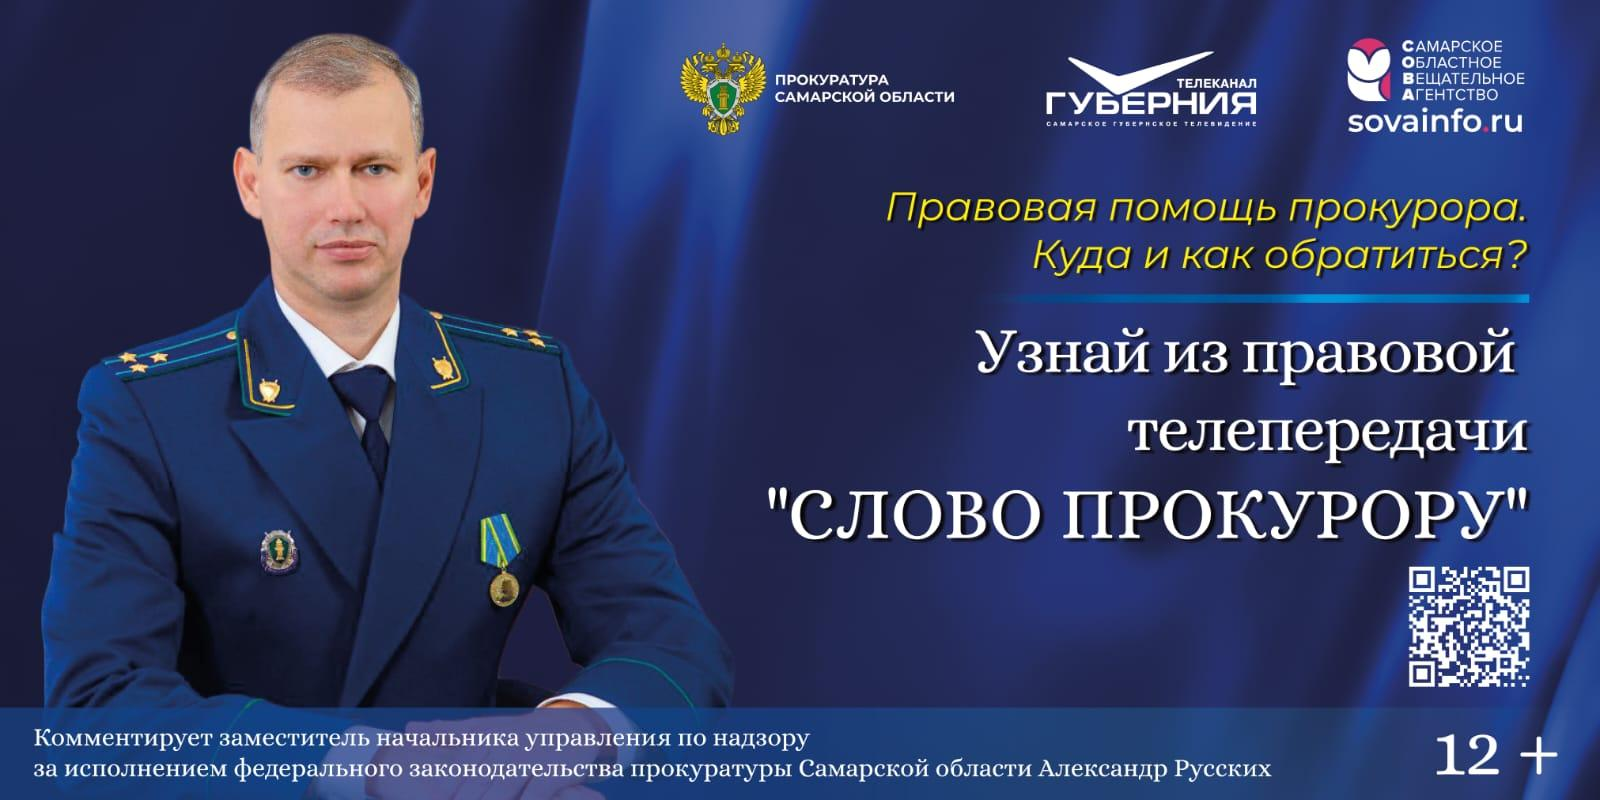 ПРОКУРАТУРА
САМАРСКОЙ ОБЛАСТИ
ТЕЛЕКАНАЛ
ГУБЕРНИЯ
САМАРСКОЕ ГУБЕРНСКОЕ ТЕЛЕВИДЕНИЕ
САМАРСКОЕ
ОБЛАСТНОЕ
ВЕЩАТЕЛЬНОЕ
АГЕНТСТВО
sovainfo.ru
Правовая помощь прокурора.
Куда и как обратиться?
Узнай из правовой
телепередачи
"СЛОВО ПРОКУРОРУ"
Комментирует заместитель начальника управления по надзору
за исполнением федерального законодательства прокуратуры Самарской области Александр Русских
12 +